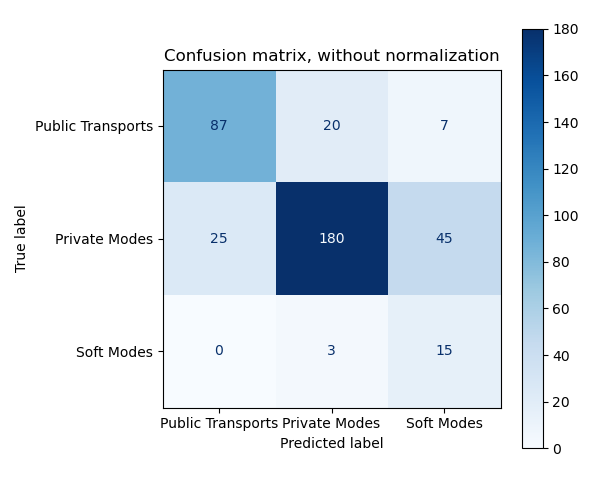 Confusion matrix, without normalization
True label
Public Transports
87
20
7
Private Modes
25
180
45
Soft Modes
0
3
15
Public Transports
Private Modes
Soft Modes
Predicted label
180
160
140
120
100
80
60
40
20
0